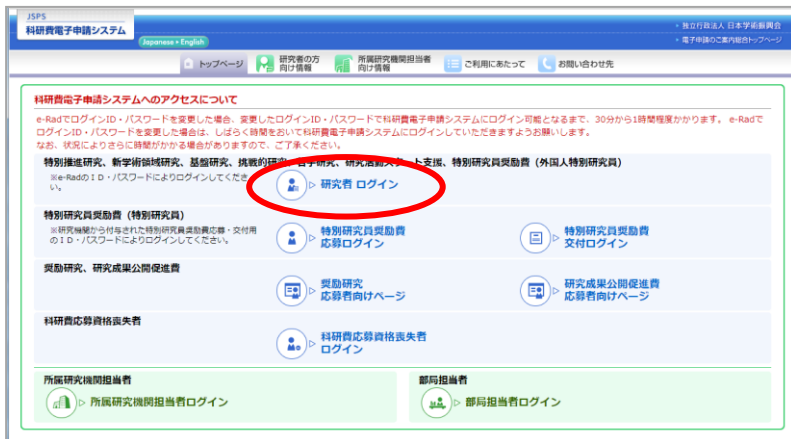 JSPS
科研費電子申請システム
Japanese • English
・独立行政法人 日本学術振興会
・電子申請のご案内総合トップページ
トップページ
研究者の方
向け情報
所属研究機関担当者
向け情報
ご利用にあたって
お問い合わせ先
科研費電子申請システムへのアクセスについて
e-RadでログインID・パスワードを変更した場合、変更したログインID・パスワードで科研費電子申請システムにログイン可能となるまで、30分から1時間程度かかります。 e-Radで
ログインID・パスワードを変更した場合は、しばらく時間をおいて科研費電子申請システムにログインしていただきますようお願いします。
なお、状況によりさらに時間がかかる場合がありますので、ご了承ください。
特別推進研究、新学術領域研究、基盤研究、挑戦的研究、若手研究、研究活動スタート支援、特別研究員奨励費（外国人特別研究員）
※e-RadのＩＤ・パスワードによりログインしてくださ
い。
研究者 ログイン
特別研究員奨励費（特別研究員）
※研究機関から付与された特別研究員奨励費応募・交付用
のＩＤ・パスワードによりログインしてください。
特別研究員奨励費
応募ログイン
特別研究員奨励費
交付ログイン
奨励研究、研究成果公開促進費
奨励研究
応募者向けページ
研究成果公開促進費
応募者向けページ
科研費応募資格喪失者
科研費応募資格喪失者
ログイン
所属研究機関担当者
所属研究機関担当者ログイン
部局担当者
部局担当者ログイン